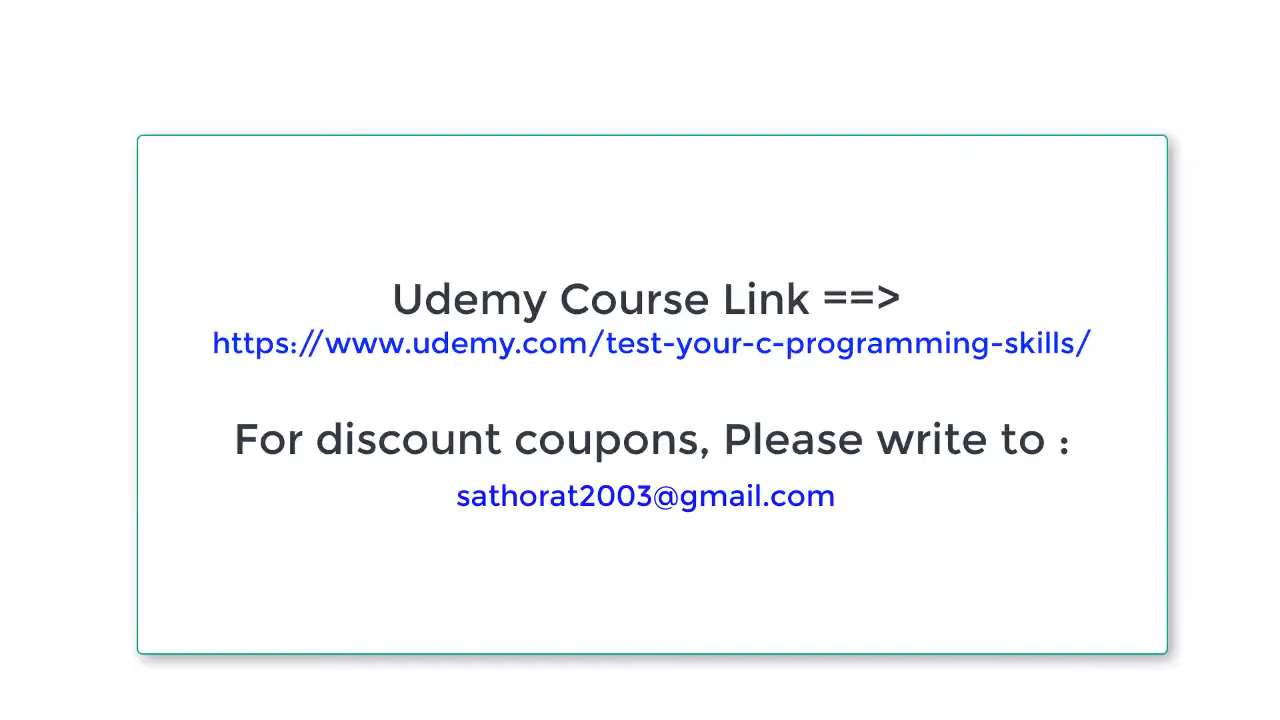 Udemy Course Link ==>
https://www.udemy.com/test-your-c-programming-skills/
For discount coupons, Please write to :
sathorat2003@gmail.com